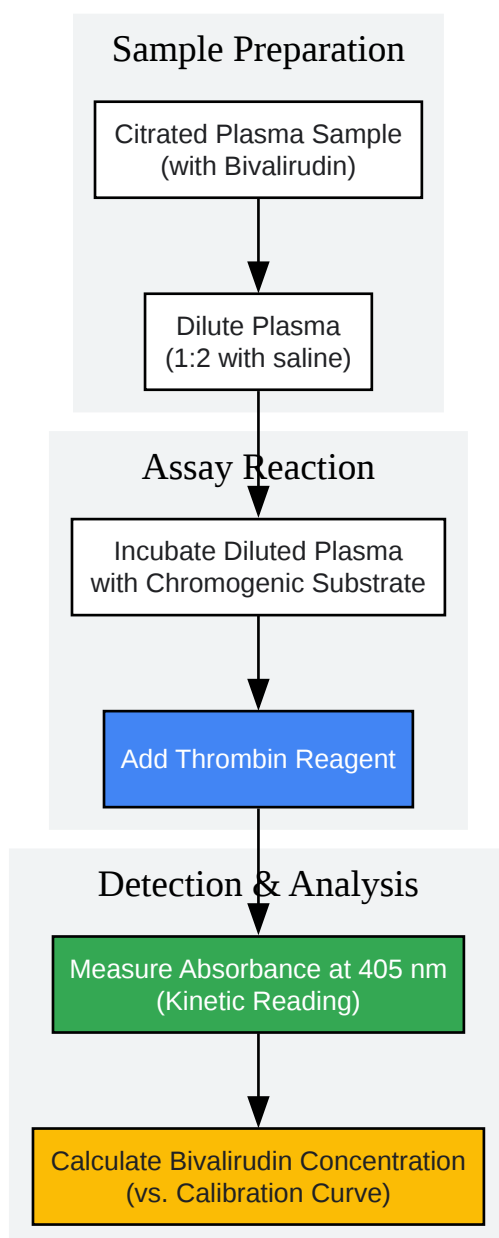 Sample Preparation
Citrated Plasma Sample
(with Bivalirudin)
Dilute Plasma
(1:2 with saline)
Assay Reaction
Incubate Diluted Plasma
with Chromogenic Substrate
Add Thrombin Reagent
Detection & Analysis
Measure Absorbance at 405 nm
(Kinetic Reading)
Calculate Bivalirudin Concentration
(vs. Calibration Curve)